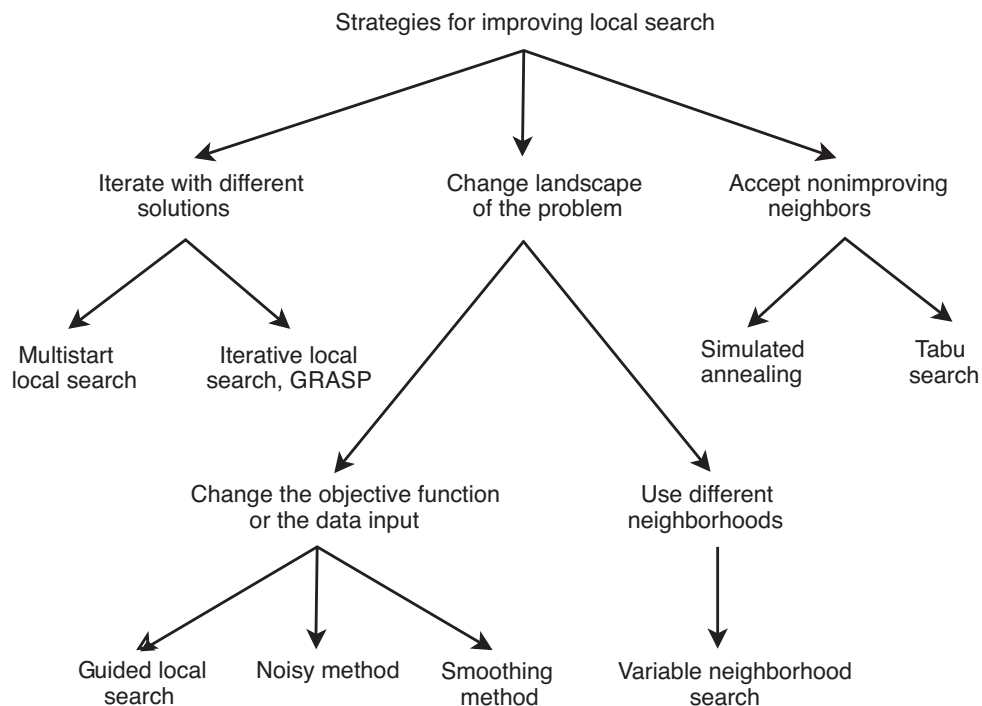 Strategies for improving local search
Iterate with different
solutions
Change landscape
of the problem
Accept nonimproving
neighbors
Multistart
local search
Iterative local
search, GRASP
Simulated
annealing
Tabu
search
Change the objective function
or the data input
Use different
neighborhoods
Guided local
search
Noisy method
Smoothing
method
Variable neighborhood
search